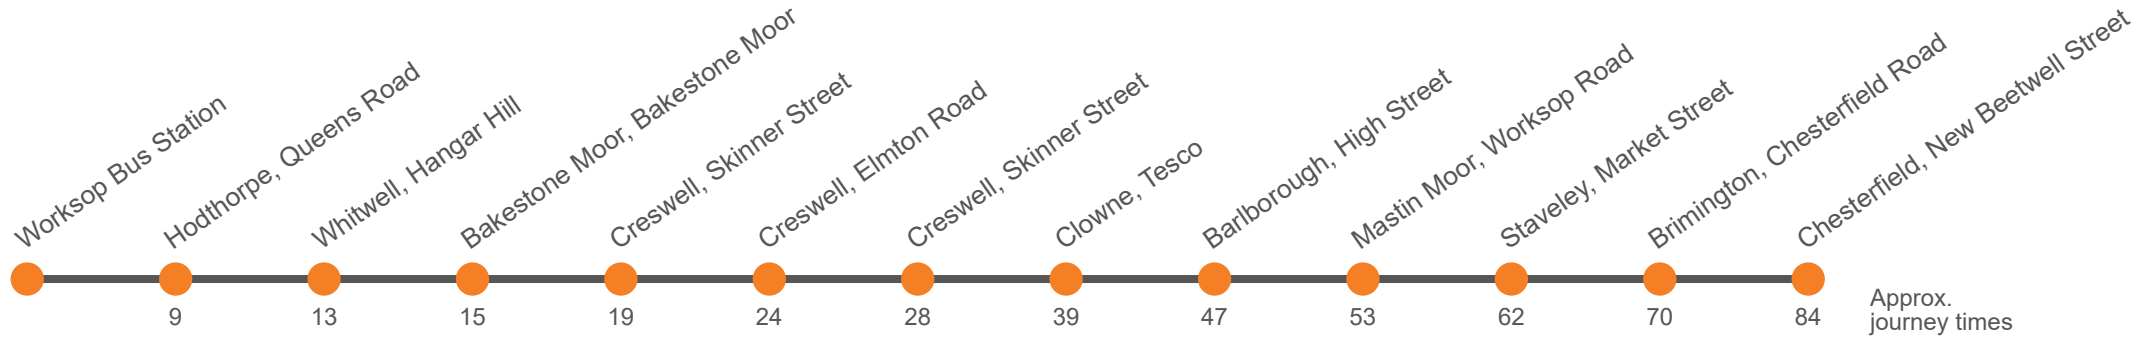 Worksop Bus Station
Hodthorpe, Queens Road
Whitwell, Hangar Hill
Bakestone Moor, Bakestone Moor
Creswell, Skinner Street
Creswell, Elmton Road
Creswell, Skinner Street
Clowne, Tesco
Barlborough, High Street
Mastin Moor, Worksop Road
Staveley, Market Street
Brimington, Chesterfield Road
Chesterfield, New Beetwell Street
9 13 15 19 24 28 39 47 53 62 70 84
Approx.
journey times